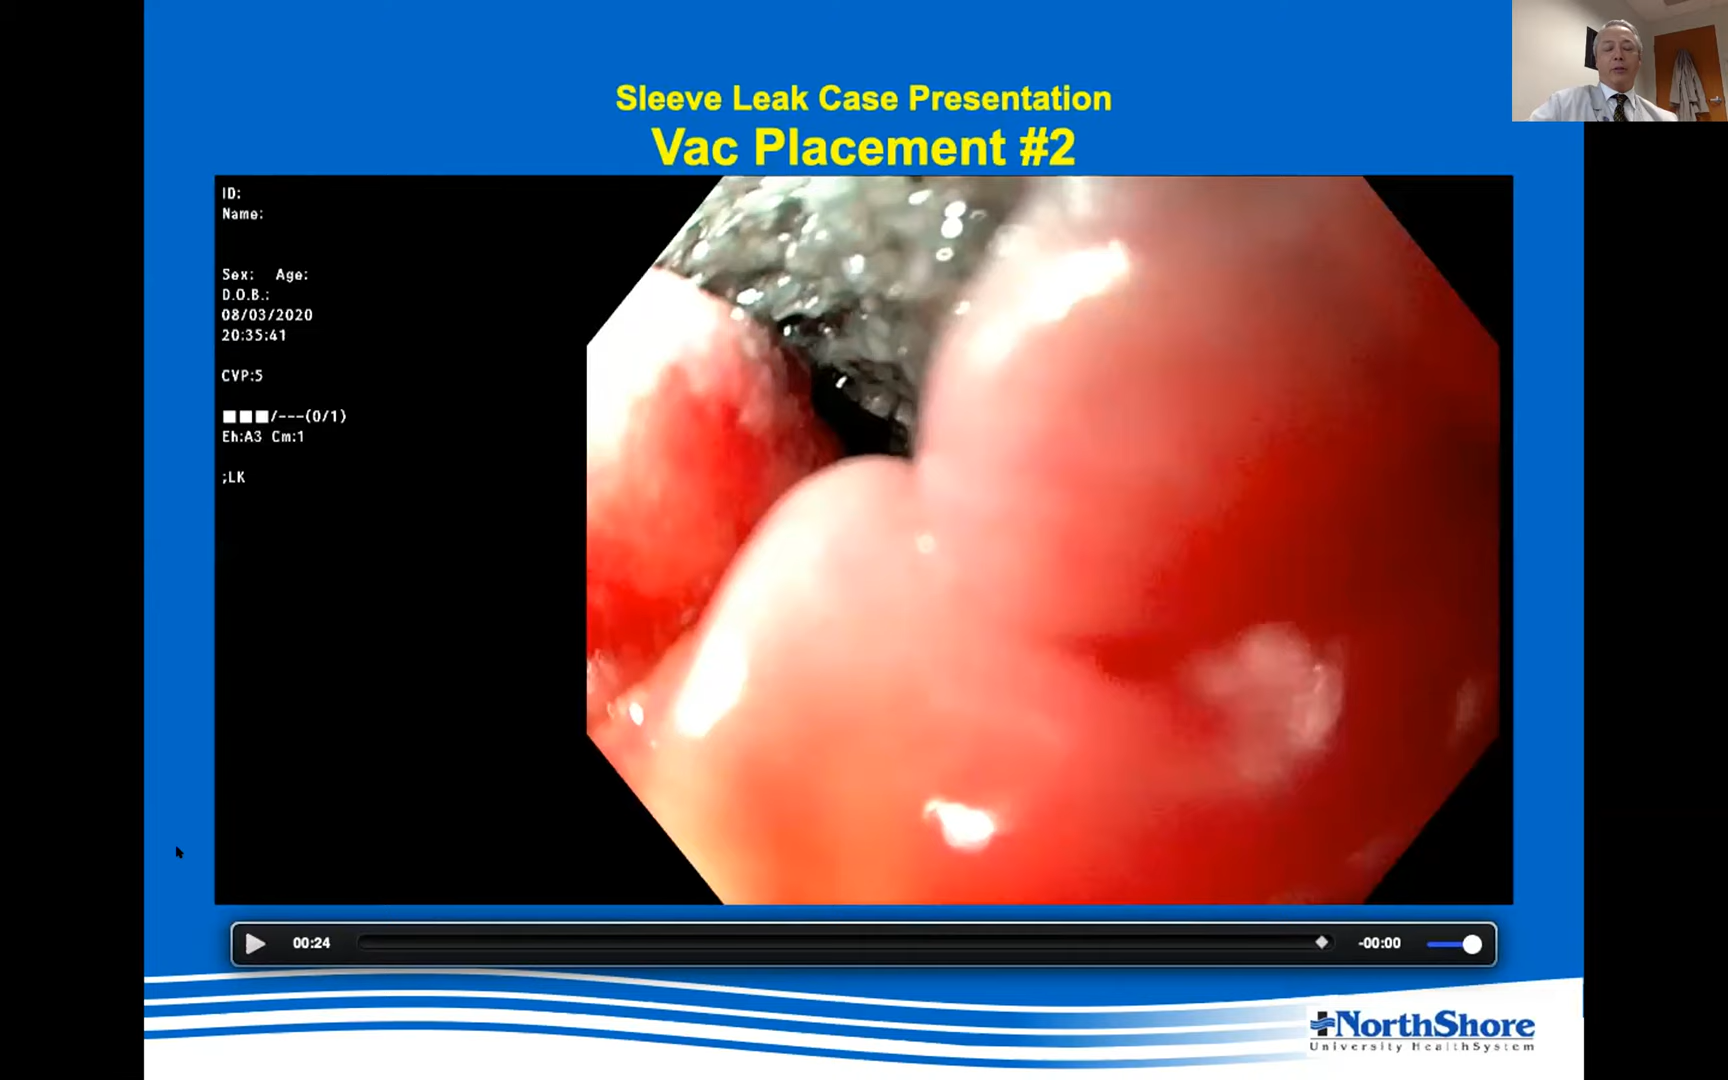 Sleeve Leak Case Presentation
Vac Placement #2
ID:
Name:
Sex: Age:
D.O.B.:
08/03/2020
20:35:41
CVP:5
■■■/---(0/1)
Eh:A3 Cm:1
;LK
00:24
-00:00
NorthShore
University HealthSystem